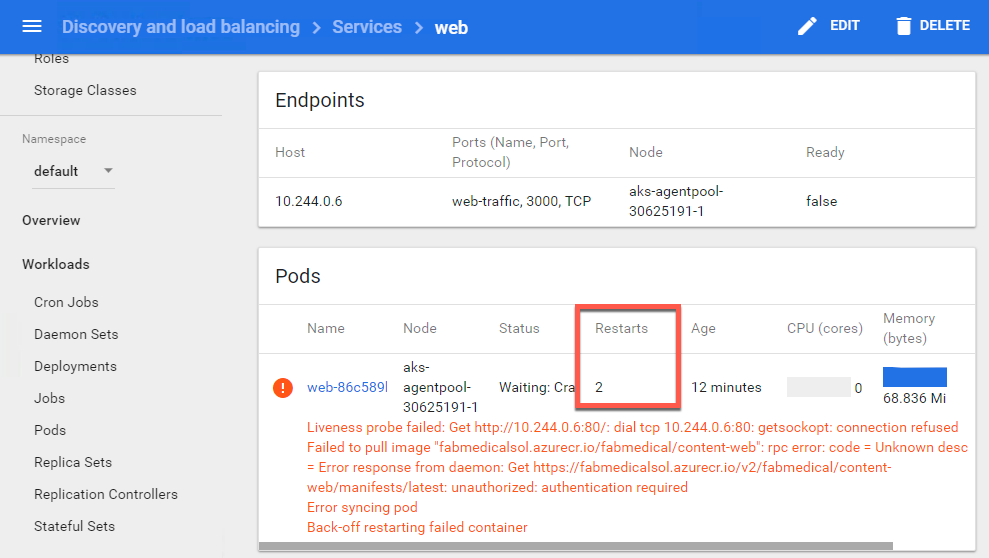 Discovery and load balancing > Services > web
EDIT
DELETE
Roles
Storage Classes
Namespace
default
Overview
Workloads
Cron Jobs
Daemon Sets
Deployments
Jobs
Pods
Replica Sets
Replication Controllers
Stateful Sets
Endpoints
Host
Ports (Name, Port,
Protocol)
Node
Ready
10.244.0.6
web-traffic, 3000, TCP
aks-agentpool-
30625191-1
false
Pods
Name
Node
Status
Restarts
Age
CPU (cores)
Memory
(bytes)
web-86c589l
aks-
agentpool-
30625191-1
Waiting: Cra
2
12 minutes
0
68.836 Mi
Liveness probe failed: Get http://10.244.0.6:80/: dial tcp 10.244.0.6:80: getsockopt: connection refused
Failed to pull image "fabmedicalsol.azurecr.io/fabmedical/content-web": rpc error: code = Unknown desc
= Error response from daemon: Get https://fabmedicalsol.azurecr.io/v2/fabmedical/content-
web/manifests/latest: unauthorized: authentication required
Error syncing pod
Back-off restarting failed container